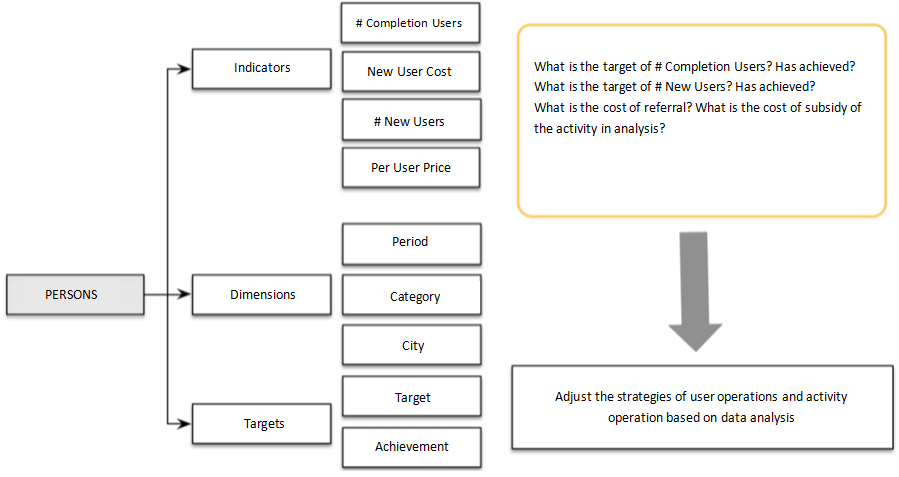 PERSONS
Indicators
# Completion Users
New User Cost
# New Users
Per User Price
Dimensions
Period
Category
City
Targets
Target
Achievement
What is the target of # Completion Users? Has achieved?
What is the target of # New Users? Has achieved?
What is the cost of referral? What is the cost of subsidy of
the activity in analysis?
Adjust the strategies of user operations and activity
operation based on data analysis